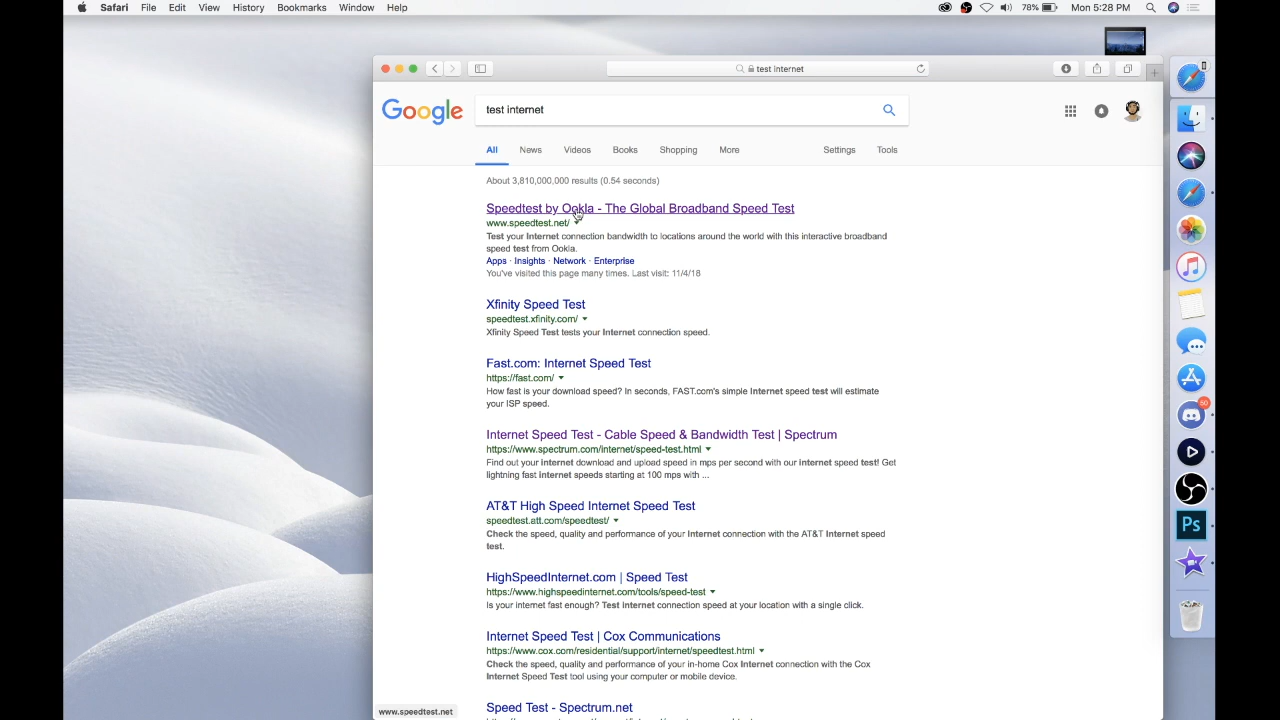 Safari File Edit View History Bookmarks Window Help 78% Mon 5:28 PM
test internet
Google test internet
All News Videos Books Shopping More Settings Tools
About 3,810,000,000 results (0.54 seconds)
Speedtest by Ookla - The Global Broadband Speed Test
www.speedtest.net/
Test your Internet connection bandwidth to locations around the world with this interactive broadband
speed test from Ookla.
Apps · Insights · Network · Enterprise
You've visited this page many times. Last visit: 11/4/18
Xfinity Speed Test
speedtest.xfinity.com/
Xfinity Speed Test tests your Internet connection speed.
Fast.com: Internet Speed Test
https://fast.com/
How fast is your download speed? In seconds, FAST.com's simple Internet speed test will estimate
your ISP speed.
Internet Speed Test - Cable Speed & Bandwidth Test | Spectrum
https://www.spectrum.com/internet/speed-test.html
Find out your internet download and upload speed in mps per second with our internet speed test! Get
lightning fast Internet speeds starting at 100 mps with ...
AT&T High Speed Internet Speed Test
speedtest.att.com/speedtest/
Check the speed, quality and performance of your Internet connection with the AT&T Internet speed
test.
HighSpeedInternet.com | Speed Test
https://www.highspeedinternet.com/tools/speed-test
Is your internet fast enough? Test internet connection speed at your location with a single click.
Internet Speed Test | Cox Communications
https://www.cox.com/residential/support/internet/speedtest.html
Check the speed, quality and performance of your in-home Cox Internet connection with the Cox
Internet Speed Test tool using your computer or mobile device.
Speed Test - Spectrum.net
www.speedtest.net
50
Ps